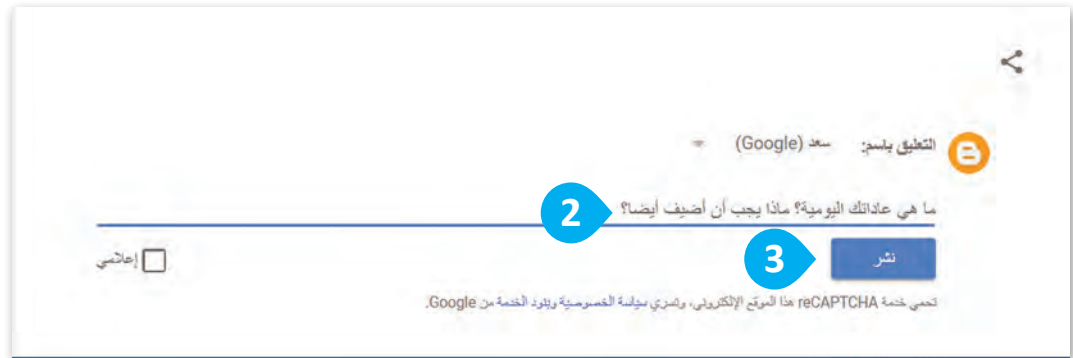 التعليق باسم: سعد (Google)
ما هي عاداتك اليومية؟ ماذا يجب أن أضيف أيضا؟ 2
نشر 3
إعلامي
تحمي خدمة reCAPTCHA هذا الموقع الإلكتروني، وتسري سياسة الخصوصية وبنود الخدمة من Google.